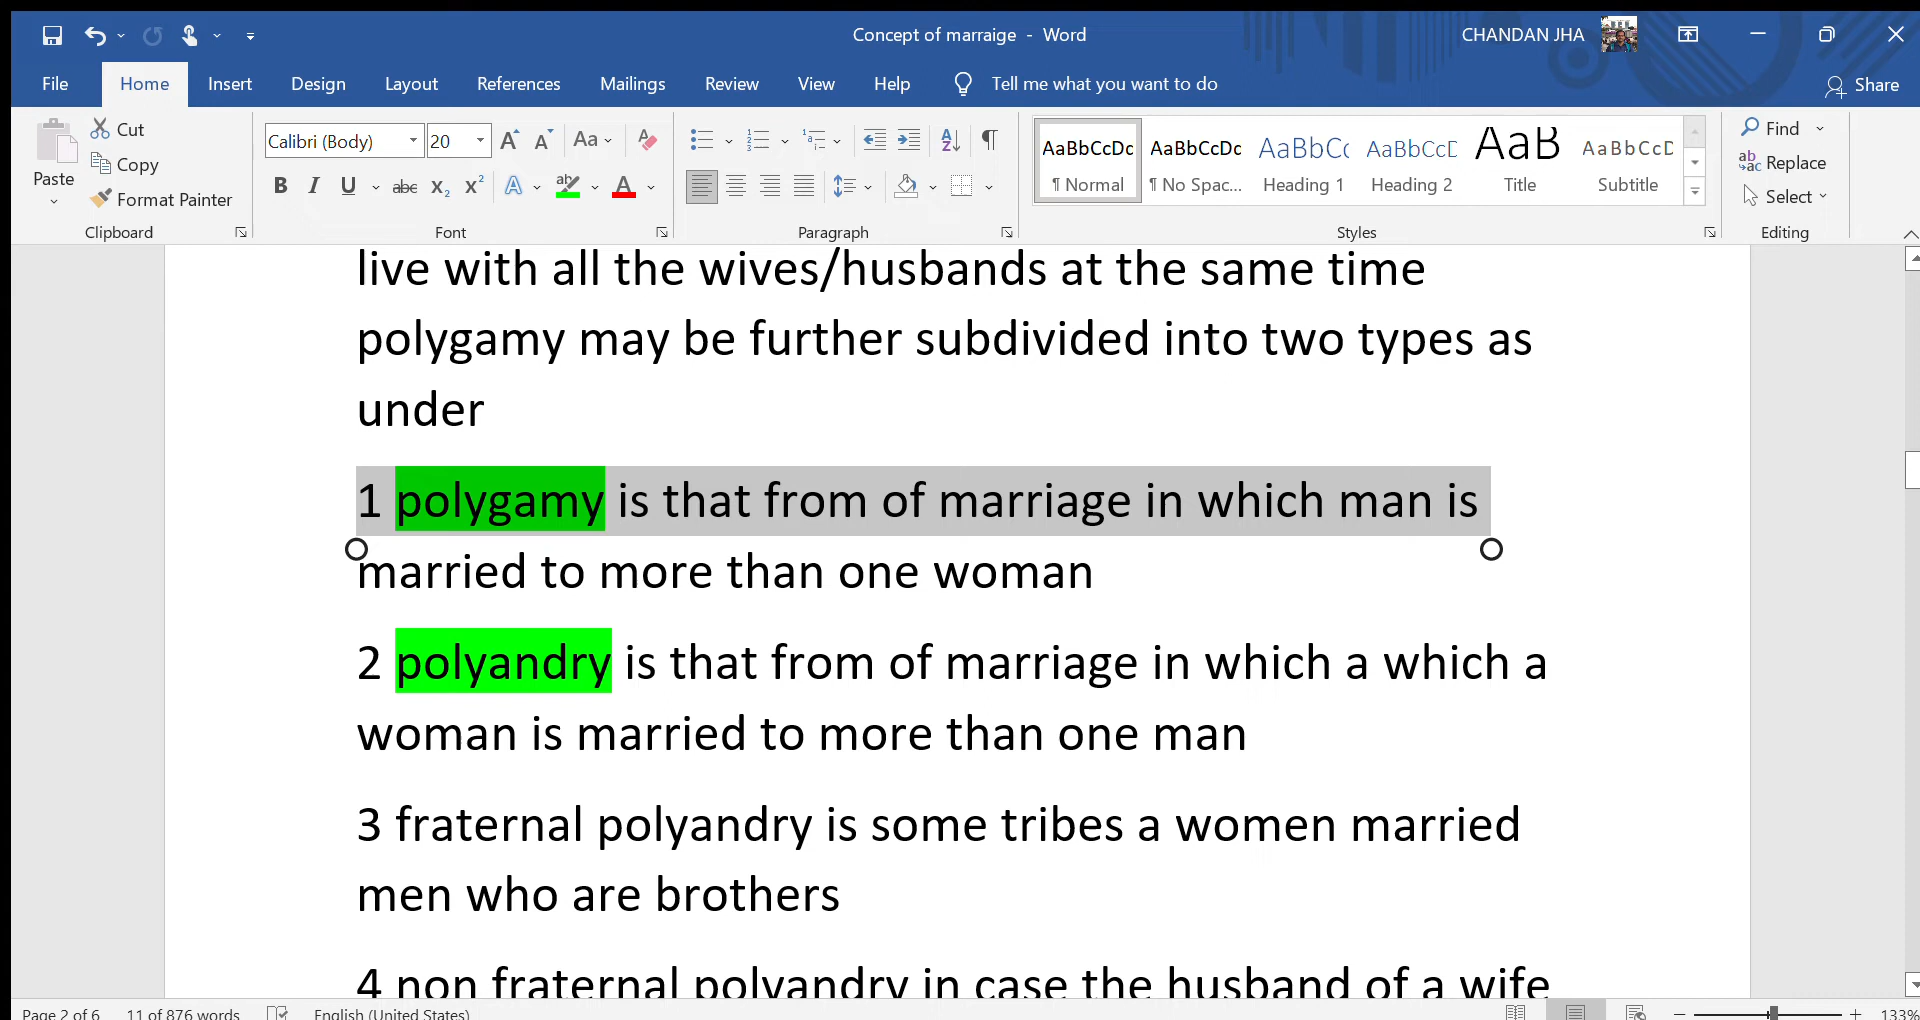 Concept of marraige - Word
CHANDAN JHA
File Home Insert Design Layout References Mailings Review View Help Tell me what you want to do
Share
Paste
Cut
Copy
Format Painter
Clipboard
Calibri (Body) 20
Font
Paragraph
AaBbCcDc AaBbCcDc AaBbCc AaBbCcD AaB AaBbCcD
¶ Normal ¶ No Spac... Heading 1 Heading 2 Title Subtitle
Styles
Find
Replace
Select
Editing
live with all the wives/husbands at the same time
polygamy may be further subdivided into two types as
under
1 polygamy is that from of marriage in which man is
married to more than one woman
2 polyandry is that from of marriage in which a which a
woman is married to more than one man
3 fraternal polyandry is some tribes a women married
men who are brothers
4 non fraternal polyandry in case the husband of a wife
Page 2 of 6 11 of 876 words English (United States) 133%